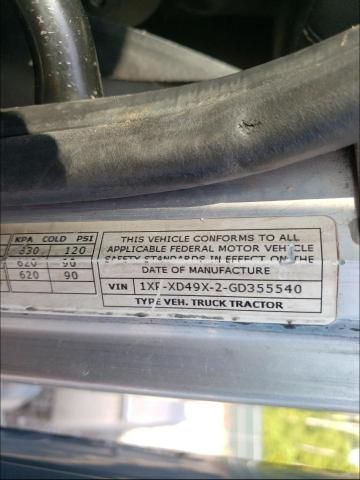 KPA COLD PSI
830 120
620 90
620 90
THIS VEHICLE CONFORMS TO ALL
APPLICABLE FEDERAL MOTOR VEHICLE
SAFETY STANDARDS IN EFFECT ON THE
DATE OF MANUFACTURE
VIN 1XP-XD49X-2-GD355540
TYPE VEH. TRUCK TRACTOR